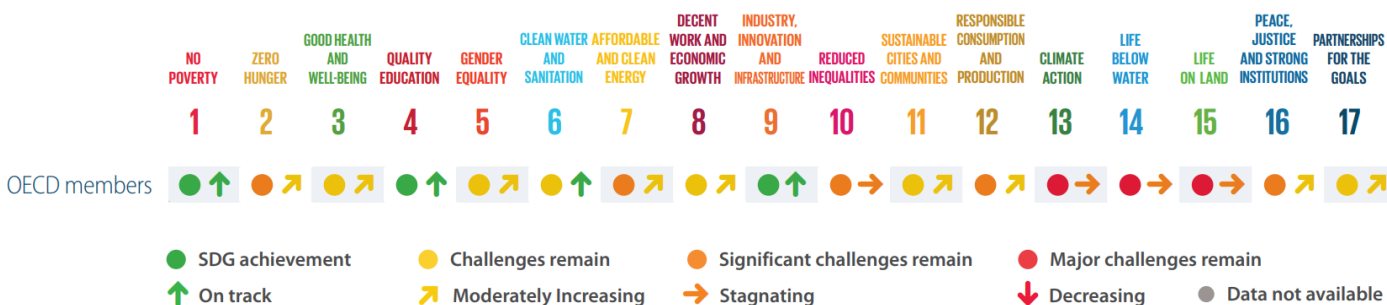 NO
POVERTY
1
ZERO
HUNGER
2
GOOD HEALTH
AND
WELL-BEING
3
QUALITY
EDUCATION
4
GENDER
EQUALITY
5
CLEAN WATER
AND
SANITATION
6
AFFORDABLE
AND CLEAN
ENERGY
7
DECENT
WORK AND
ECONOMIC
GROWTH
8
INDUSTRY,
INNOVATION
AND
INFRASTRUCTURE
9
REDUCED
INEQUALITIES
10
SUSTAINABLE
CITIES AND
COMMUNITIES
11
RESPONSIBLE
CONSUMPTION
AND
PRODUCTION
12
CLIMATE
ACTION
13
LIFE
BELOW
WATER
14
LIFE
ON LAND
15
PEACE,
JUSTICE
AND STRONG
INSTITUTIONS
16
PARTNERSHIPS
FOR THE
GOALS
17
OECD members
SDG achievement
Challenges remain
Significant challenges remain
Major challenges remain
On track
Moderately Increasing
Stagnating
Decreasing
Data not available